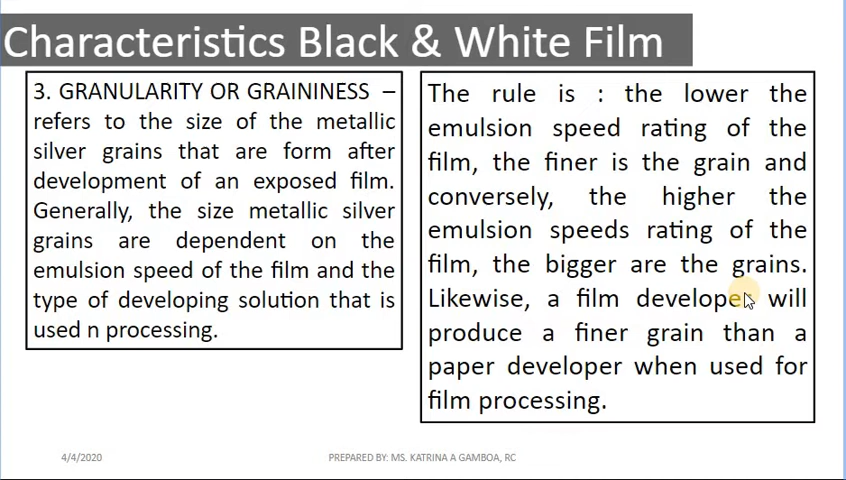 Characteristics Black & White Film
3. GRANULARITY OR GRAININESS –
refers to the size of the metallic
silver grains that are form after
development of an exposed film.
Generally, the size metallic silver
grains are dependent on the
emulsion speed of the film and the
type of developing solution that is
used n processing.
The rule is : the lower the
emulsion speed rating of the
film, the finer is the grain and
conversely, the higher the
emulsion speeds rating of the
film, the bigger are the grains.
Likewise, a film developer will
produce a finer grain than a
paper developer when used for
film processing.
4/4/2020
PREPARED BY: MS. KATRINA A GAMBOA, RC